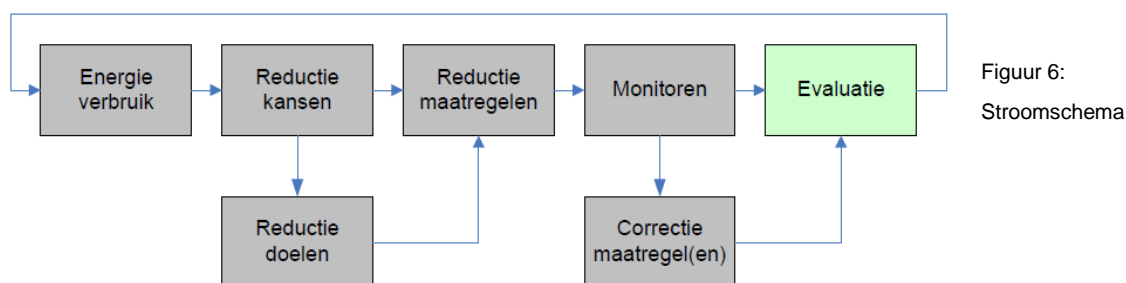 Energie
verbruik
Reductie
kansen
Reductie
maatregelen
Monitoren
Evaluatie
Reductie
doelen
Correctie
maatregel(en)
Figuur 6:
Stroomschema